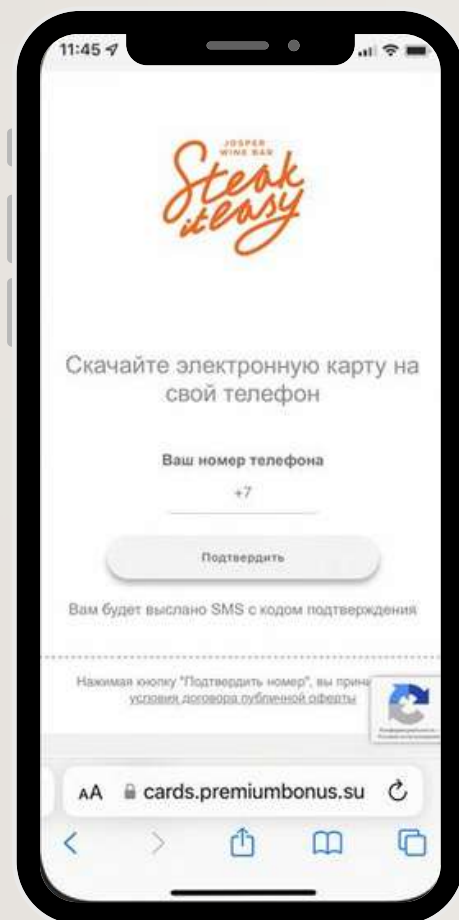 11:45
JOSPER
WINE BAR
Steak
it easy
Скачайте электронную карту на
свой телефон
Ваш номер телефона
+7
Подтвердить
Вам будет выслано SMS с кодом подтверждения
Нажимая кнопку "Подтвердить номер", вы
условия договора публичной оферты
AA cards.premiumbonus.su